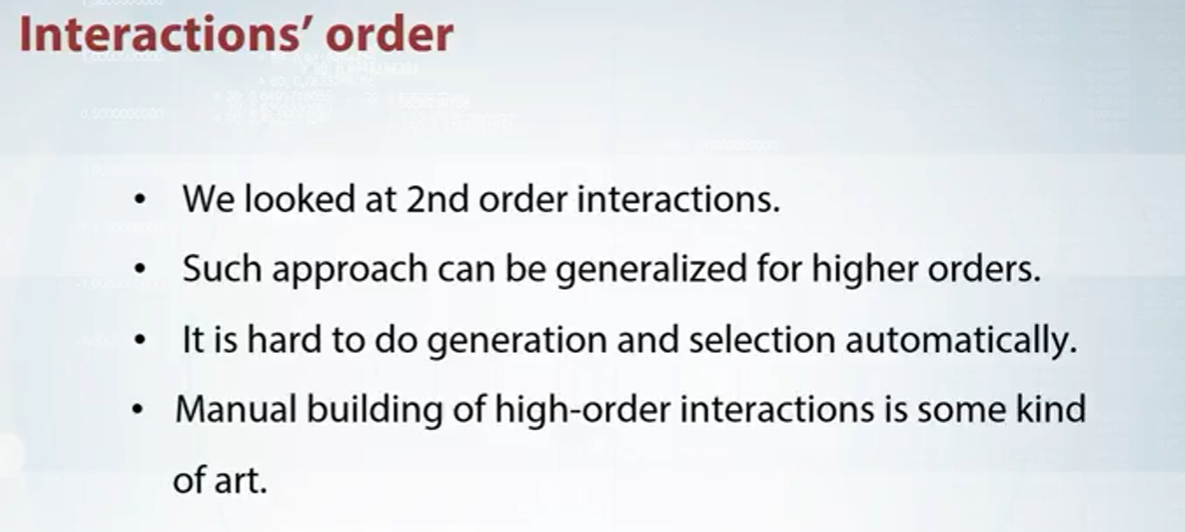 Interactions' order
• We looked at 2nd order interactions.
• Such approach can be generalized for higher orders.
• It is hard to do generation and selection automatically.
• Manual building of high-order interactions is some kind
of art.